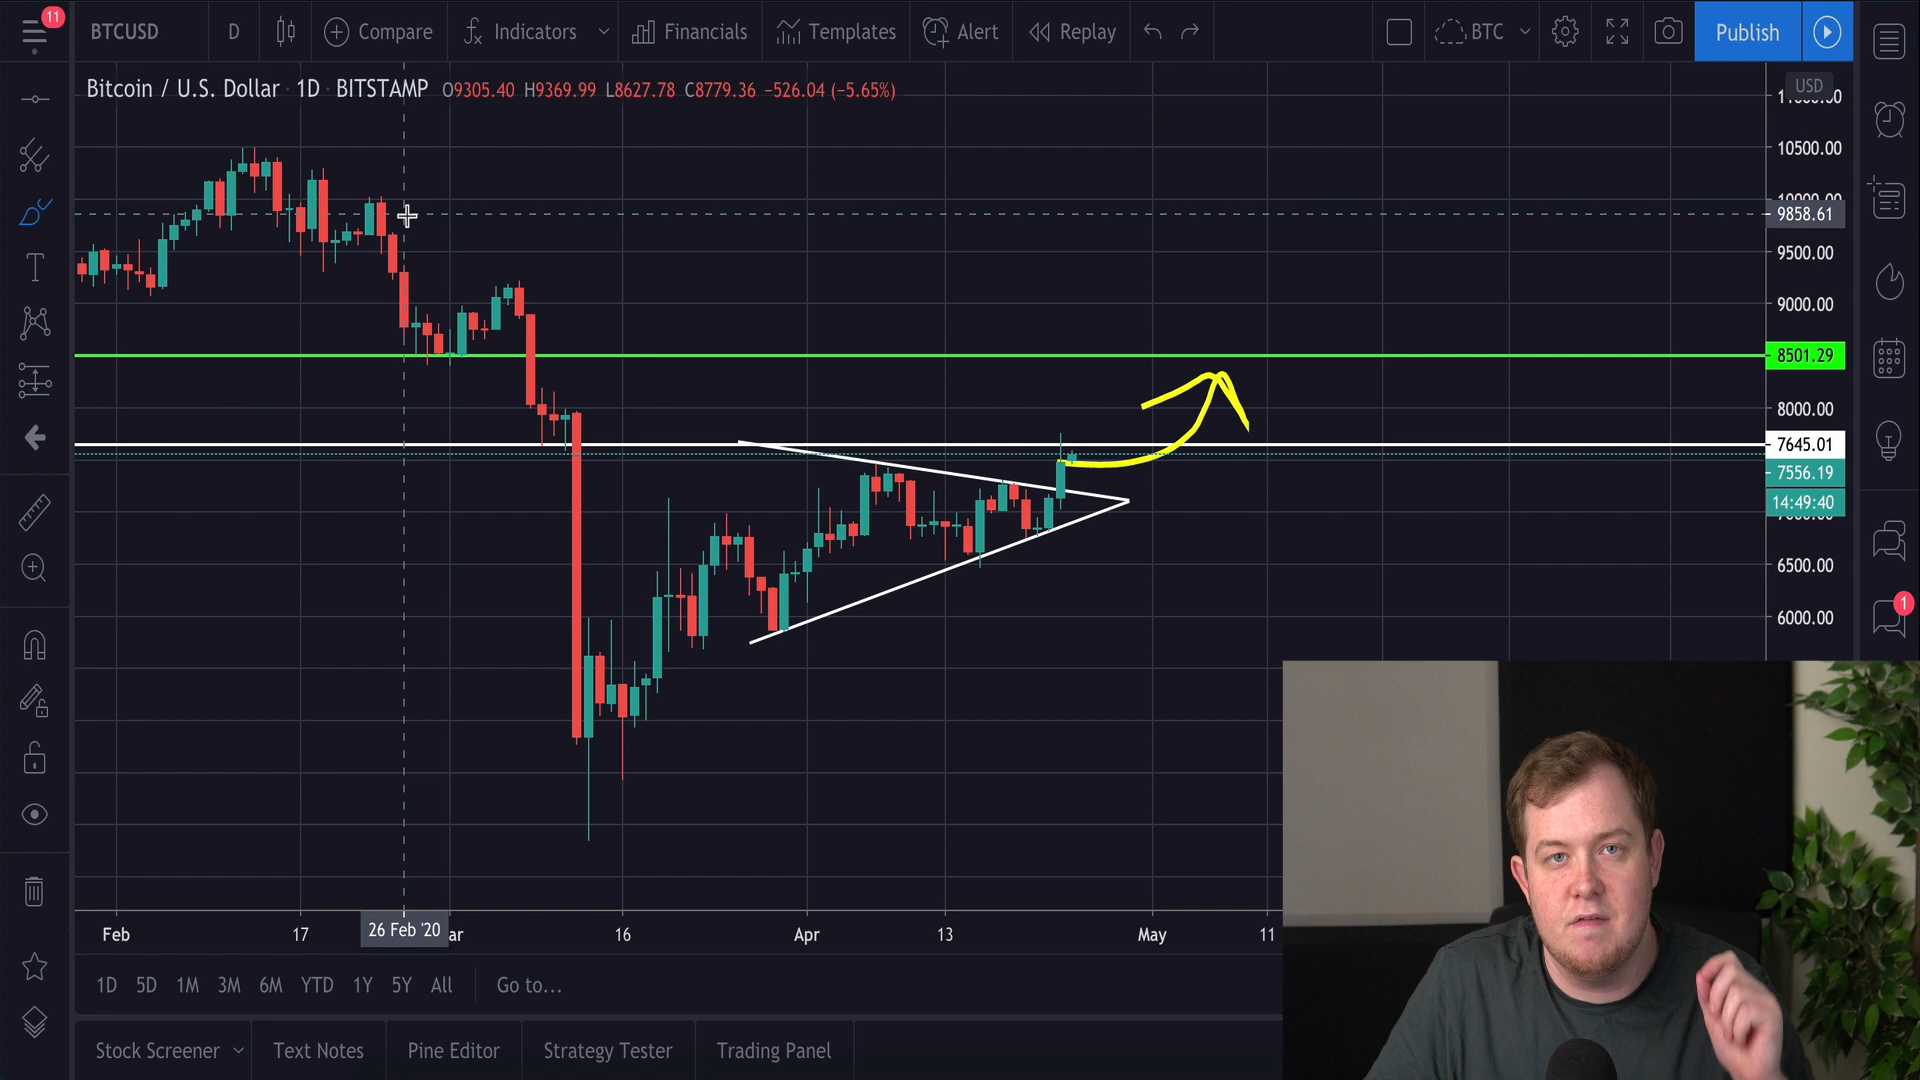 11
BTCUSD D Compare Indicators Financials Templates Alert Replay BTC Publish
Bitcoin / U.S. Dollar · 1D · BITSTAMP O9305.40 H9369.99 L8627.78 C8779.36 −526.04 (−5.65%)
USD
10500.00
9858.61
9500.00
9000.00
8501.29
8000.00
7645.01
7556.19
14:49:40
6500.00
6000.00
1
Feb 17 26 Feb '20 ar 16 Apr 13 May 11
1D 5D 1M 3M 6M YTD 1Y 5Y All Go to...
Stock Screener Text Notes Pine Editor Strategy Tester Trading Panel